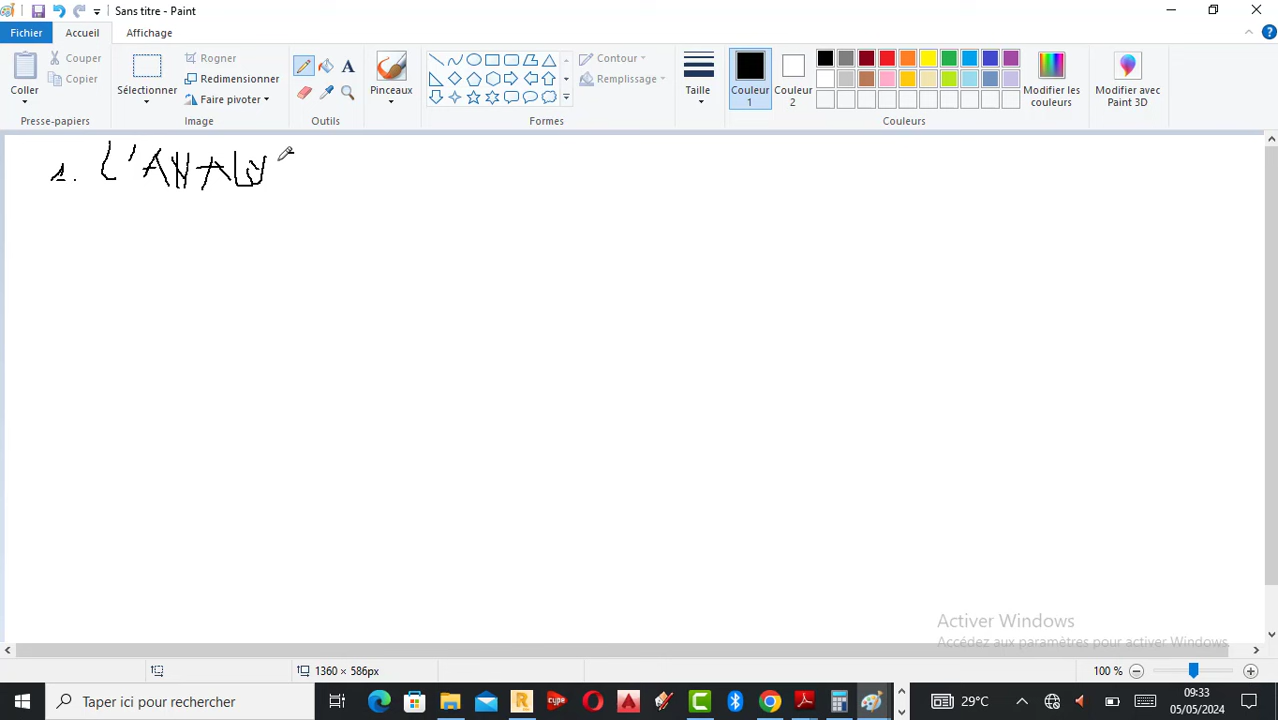 Sans titre - Paint
Fichier Accueil Affichage
Coller
Couper
Copier
Presse-papiers
Sélectionner
Rogner
Redimensionner
Faire pivoter
Image
A
Outils
Pinceaux
Contour
Remplissage
Formes
Taille
Couleur 1
Couleur 2
Modifier les couleurs
Couleurs
Modifier avec Paint 3D
1. L'ANALY
Activer Windows
Accédez aux paramètres pour activer Windows.
1360 × 586px
100 %
Taper ici pour rechercher
CYPE
29°C
09:33
05/05/2024